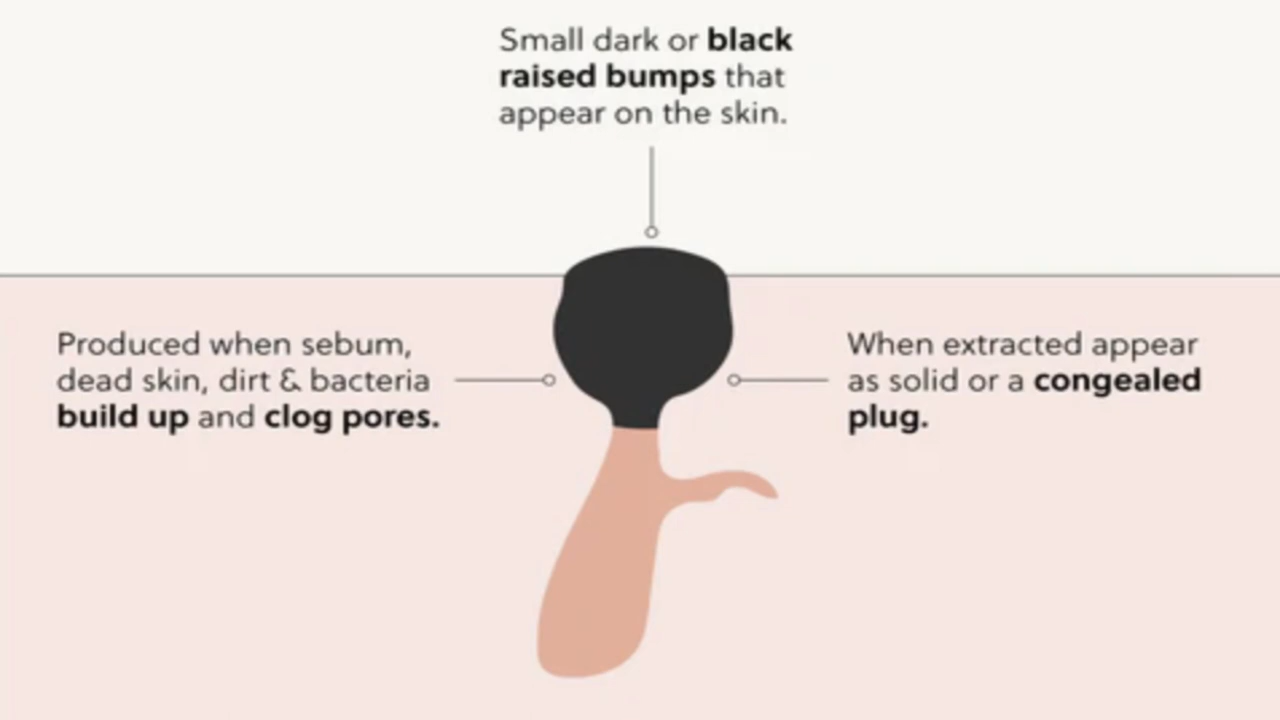 Small dark or black
raised bumps that
appear on the skin.
Produced when sebum,
dead skin, dirt & bacteria
build up and clog pores.
When extracted appear
as solid or a congealed
plug.